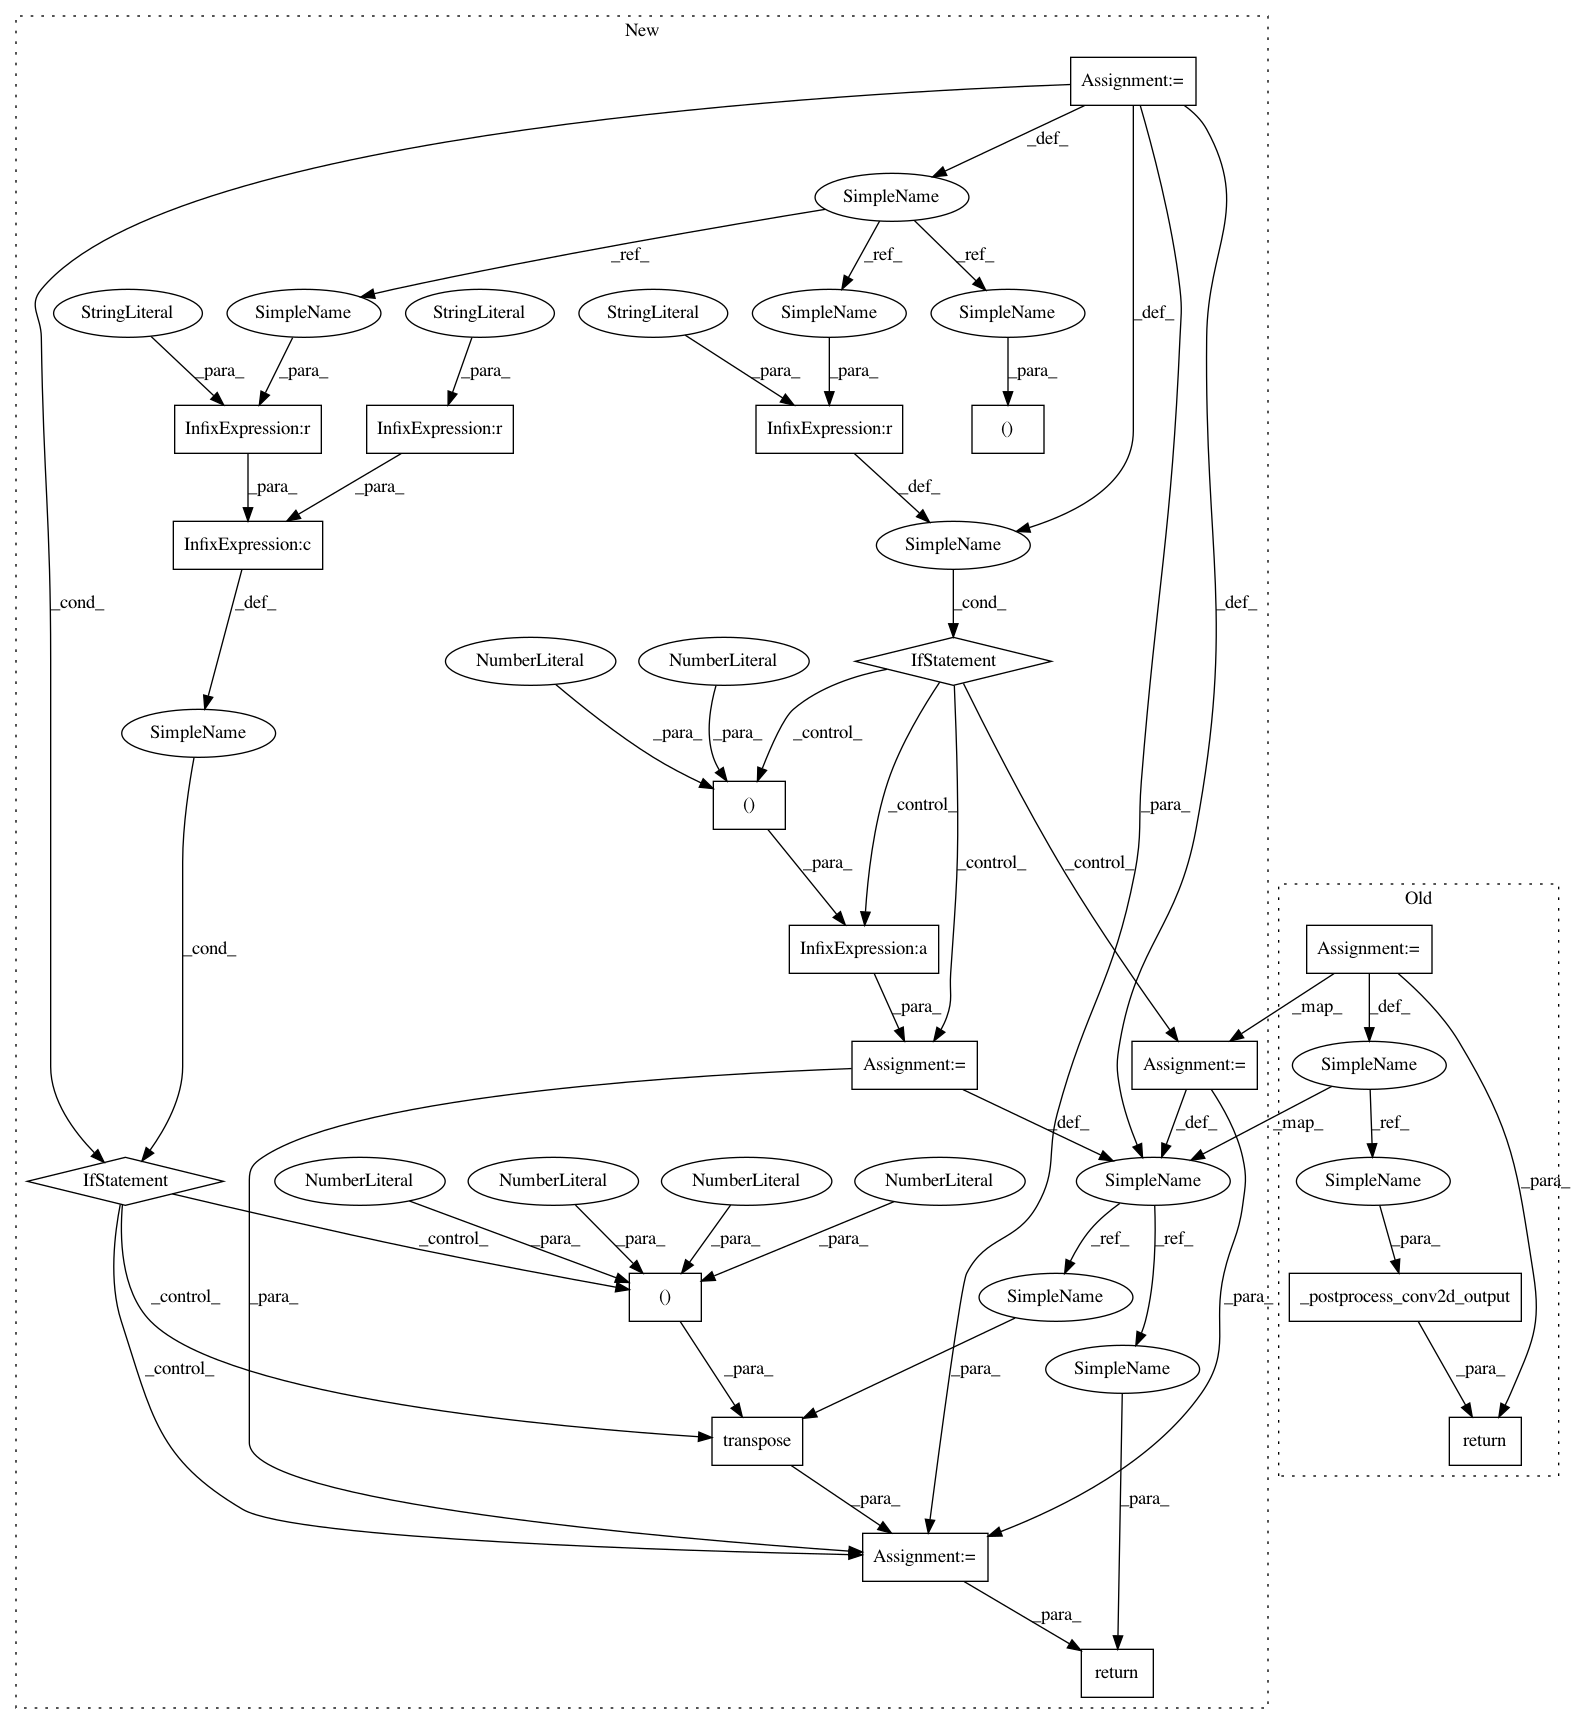 New
Assignment:=
_def_
SimpleName
_ref_ _ref_ _ref_ _def_
StringLiteral SimpleName StringLiteral StringLiteral SimpleName SimpleName
_para_ _para_ _para_ _para_ _para_ _para_
InfixExpression:r InfixExpression:r InfixExpression:r ()
_para_ _para_ _def_
InfixExpression:c SimpleName
_cond_ _def_ _cond_ _def_
NumberLiteral NumberLiteral IfStatement
SimpleName _para_ _para_ _control_
() _control_ _para_
_para_ _control_ _control_
Old
_cond_ InfixExpression:a Assignment:=
_para_ _map_ _def_
Assignment:= Assignment:= SimpleName
_def_ _def_ _map_ _ref_
IfStatement NumberLiteral NumberLiteral NumberLiteral NumberLiteral SimpleName SimpleName _para_
_control_ _para_ _para_ _para_ _para_ _ref_ _ref_ _para_
_control_ _para_ () SimpleName _para_ _postprocess_conv2d_output
_control_ _para_ _para_ SimpleName _para_
transpose return
_para_ _para_
Assignment:=
_para_
return